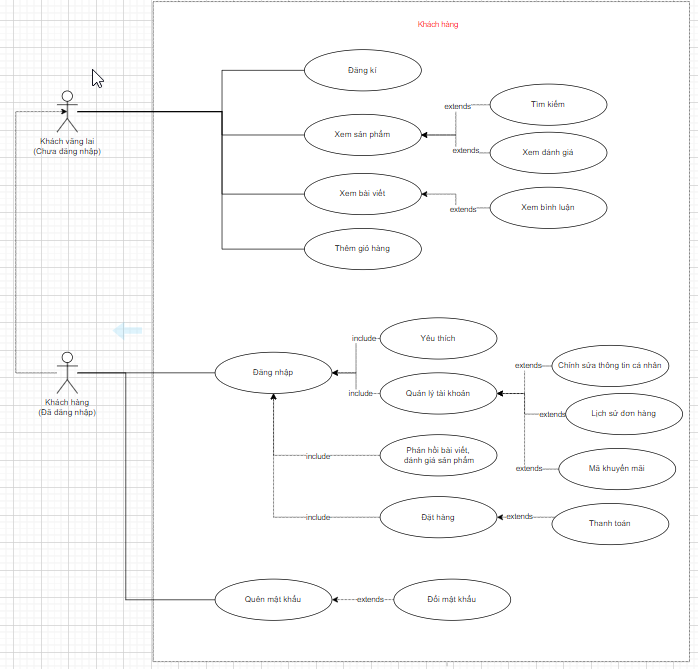 Khách hàng
Đăng kí
Tìm kiếm
extends
Khách vãng lai
(Chưa đăng nhập)
Xem sản phẩm
extends
Xem đánh giá
Xem bài viết
extends
Xem bình luận
Thêm giỏ hàng
include
Yêu thích
Đăng nhập
extends
Chỉnh sửa thông tin cá nhân
include
Quản lý tài khoản
Khách hàng
(Đã đăng nhập)
extends
Lịch sử đơn hàng
include
Phản hồi bài viết,
đánh giá sản phẩm
extends
Mã khuyến mãi
include
Đặt hàng
extends
Thanh toán
Quên mật khẩu
extends
Đổi mật khẩu